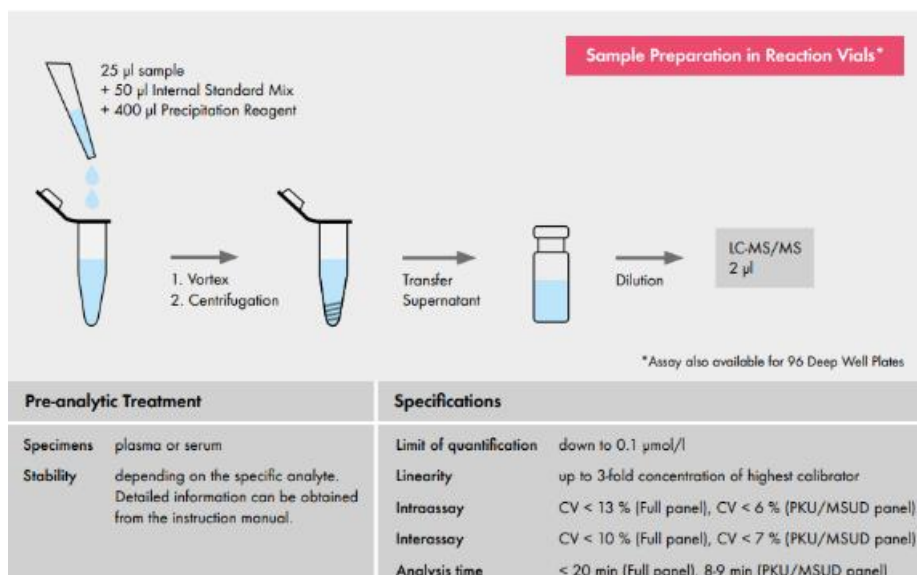 Sample Preparation in Reaction Vials*
25 µl sample
+ 50 µl Internal Standard Mix
+ 400 µl Precipitation Reagent
1. Vortex
2. Centrifugation
Transfer
Supernatant
Dilution
LC-MS/MS
2 µl
*Assay also available for 96 Deep Well Plates
Pre-analytic Treatment
Specimens plasma or serum
Stability depending on the specific analyte.
Detailed information can be obtained
from the instruction manual.
Specifications
Limit of quantification down to 0.1 µmol/l
Linearity up to 3-fold concentration of highest calibrator
Intraassay CV < 13 % (Full panel), CV < 6 % (PKU/MSUD panel)
Interassay CV < 10 % (Full panel), CV < 7 % (PKU/MSUD panel)
Analysis time < 20 min (Full panel), 8-9 min (PKU/MSUD panel)